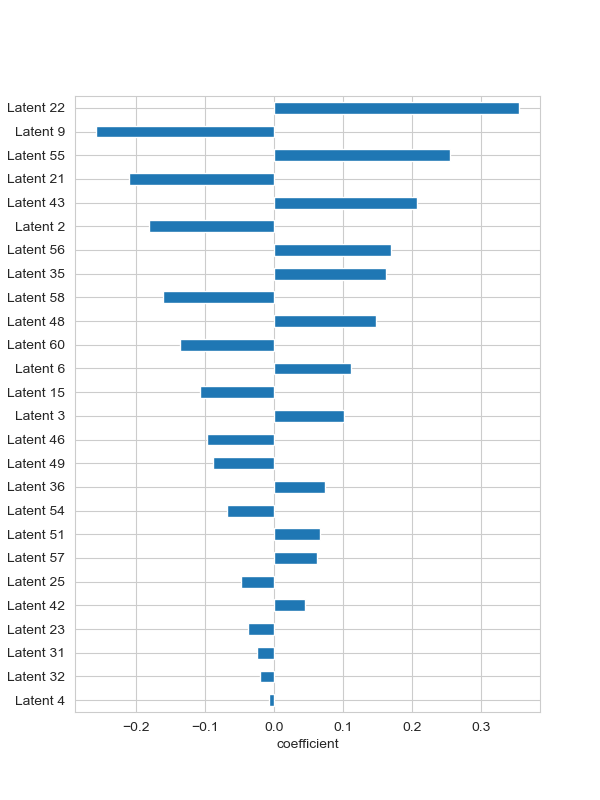 Latent 22
Latent 9
Latent 55
Latent 21
Latent 43
Latent 2
Latent 56
Latent 35
Latent 58
Latent 48
Latent 60
Latent 6
Latent 15
Latent 3
Latent 46
Latent 49
Latent 36
Latent 54
Latent 51
Latent 57
Latent 25
Latent 42
Latent 23
Latent 31
Latent 32
Latent 4
−0.2 −0.1 0.0 0.1 0.2 0.3
coefficient